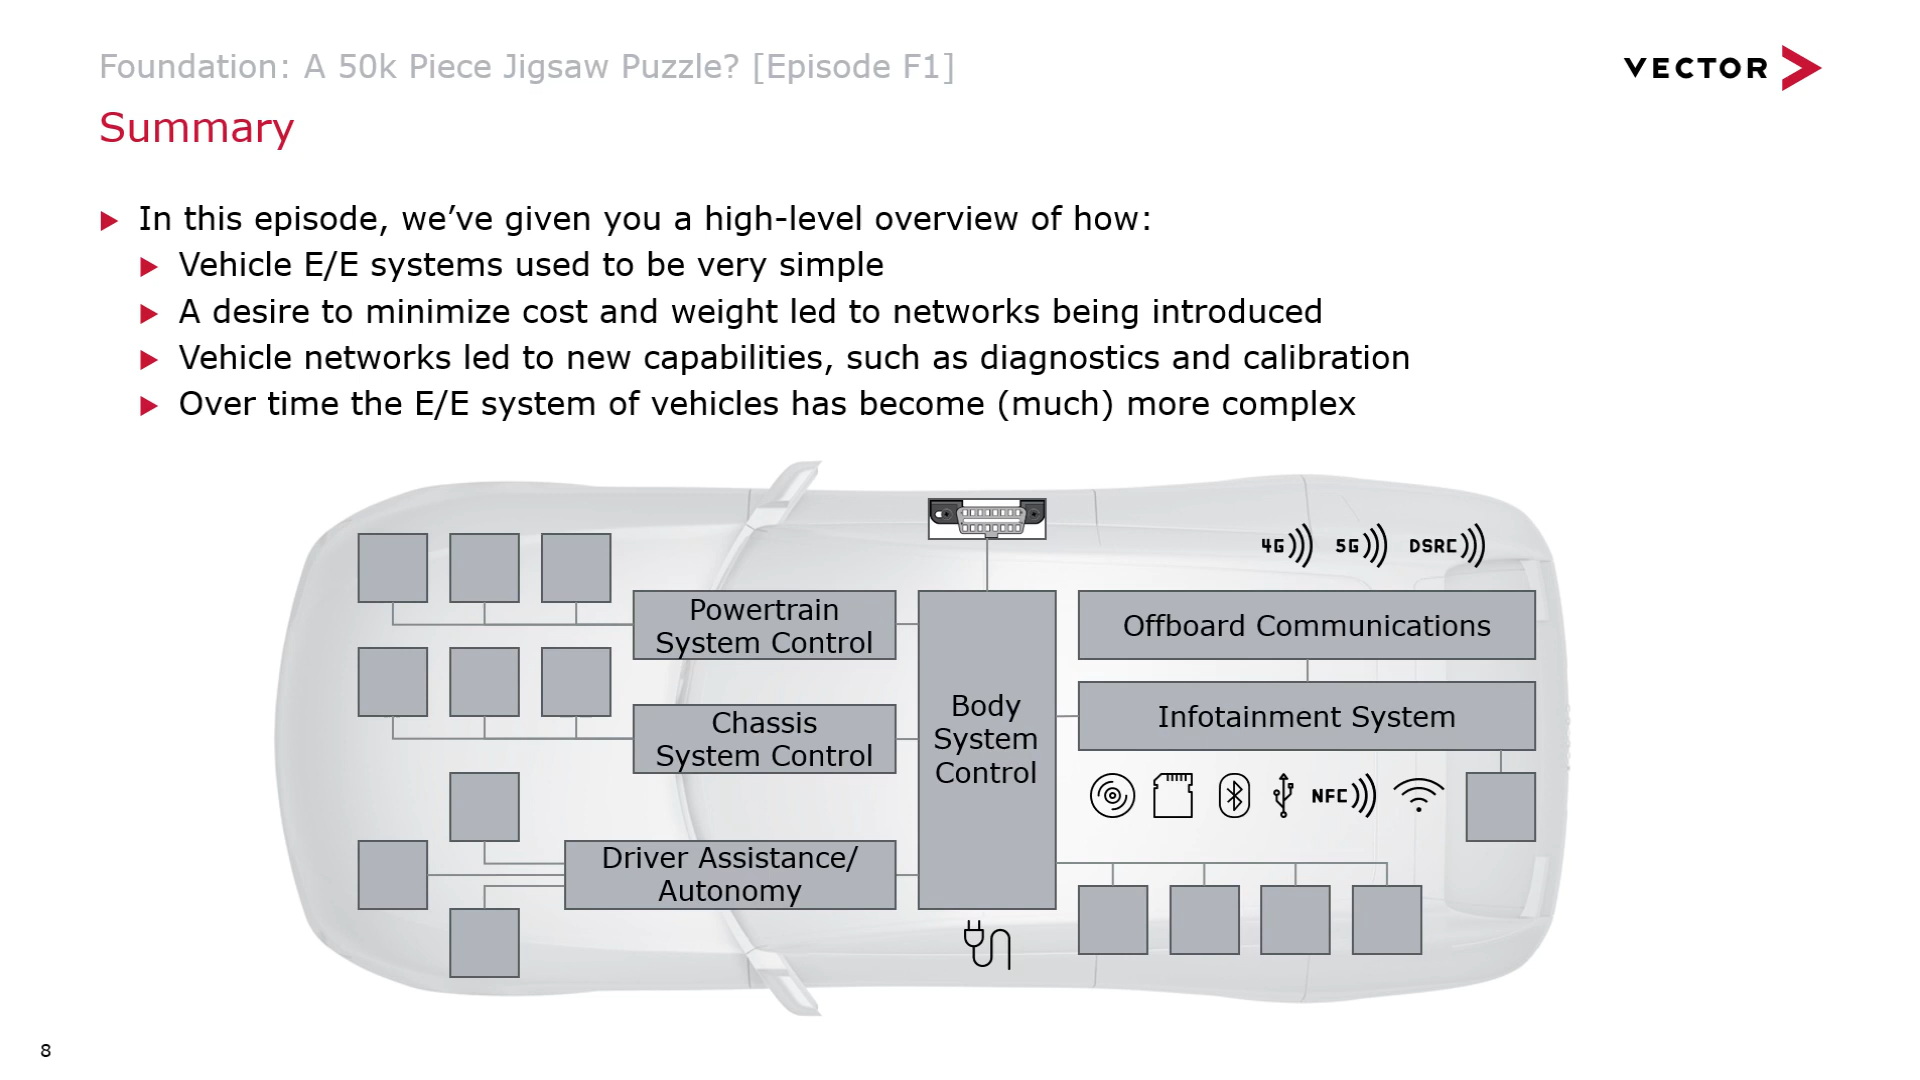 Foundation: A 50k Piece Jigsaw Puzzle? [Episode F1]
VECTOR
Summary
In this episode, we’ve given you a high-level overview of how:
Vehicle E/E systems used to be very simple
A desire to minimize cost and weight led to networks being introduced
Vehicle networks led to new capabilities, such as diagnostics and calibration
Over time the E/E system of vehicles has become (much) more complex
4G
5G
DSRC
Powertrain
System Control
Offboard Communications
Chassis
System Control
Body
System
Control
Infotainment System
NFC
Driver Assistance/
Autonomy
8